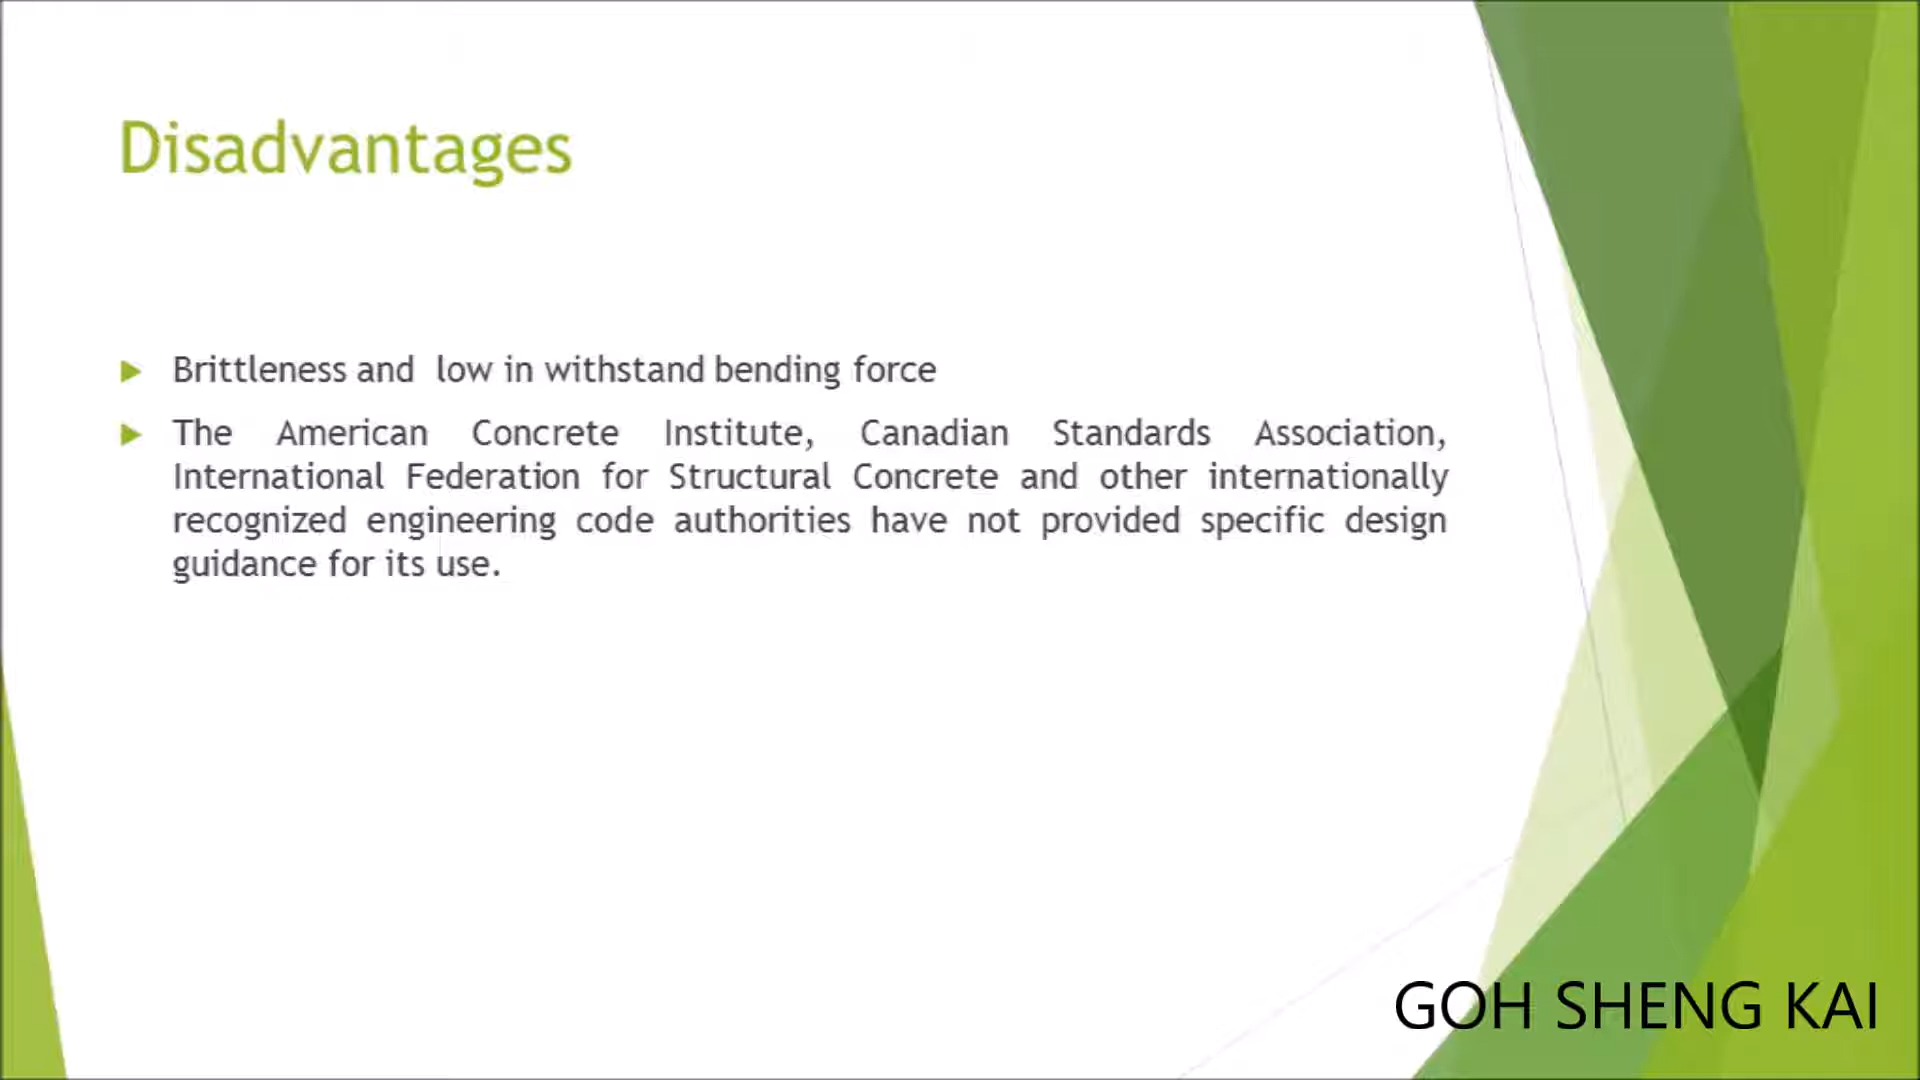 Disadvantages
Brittleness and low in withstand bending force
The American Concrete Institute, Canadian Standards Association,
International Federation for Structural Concrete and other internationally
recognized engineering code authorities have not provided specific design
guidance for its use.
GOH SHENG KAI